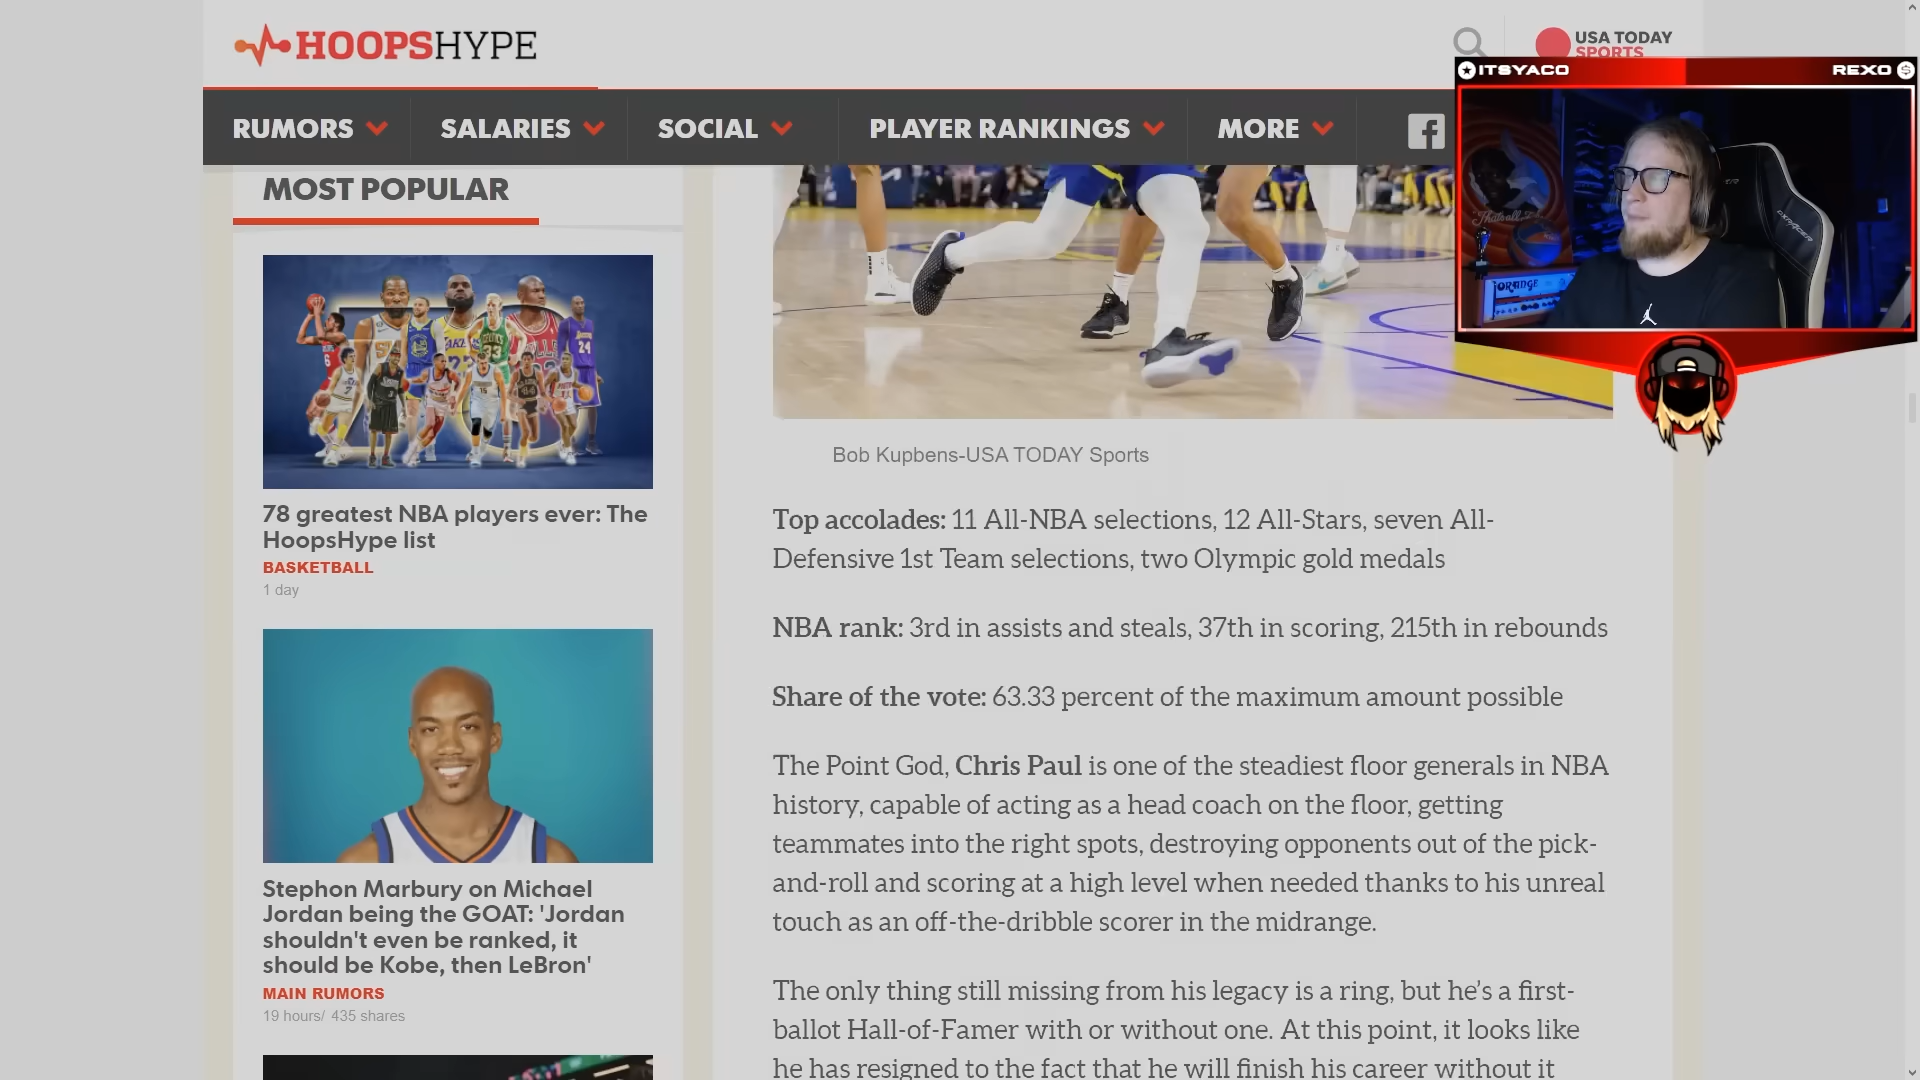 HOOPSHYPE
USA TODAY
SPORTS
ITSYACO
REXO
RUMORS
SALARIES
SOCIAL
PLAYER RANKINGS
MORE
MOST POPULAR
78 greatest NBA players ever: The
HoopsHype list
BASKETBALL
1 day
Stephon Marbury on Michael
Jordan being the GOAT: 'Jordan
shouldn't even be ranked, it
should be Kobe, then LeBron'
MAIN RUMORS
19 hours/ 435 shares
ORANGE
Bob Kupbens-USA TODAY Sports
Top accolades: 11 All-NBA selections, 12 All-Stars, seven All-
Defensive 1st Team selections, two Olympic gold medals
NBA rank: 3rd in assists and steals, 37th in scoring, 215th in rebounds
Share of the vote: 63.33 percent of the maximum amount possible
The Point God, Chris Paul is one of the steadiest floor generals in NBA
history, capable of acting as a head coach on the floor, getting
teammates into the right spots, destroying opponents out of the pick-
and-roll and scoring at a high level when needed thanks to his unreal
touch as an off-the-dribble scorer in the midrange.
The only thing still missing from his legacy is a ring, but he's a first-
ballot Hall-of-Famer with or without one. At this point, it looks like
he has resigned to the fact that he will finish his career without it